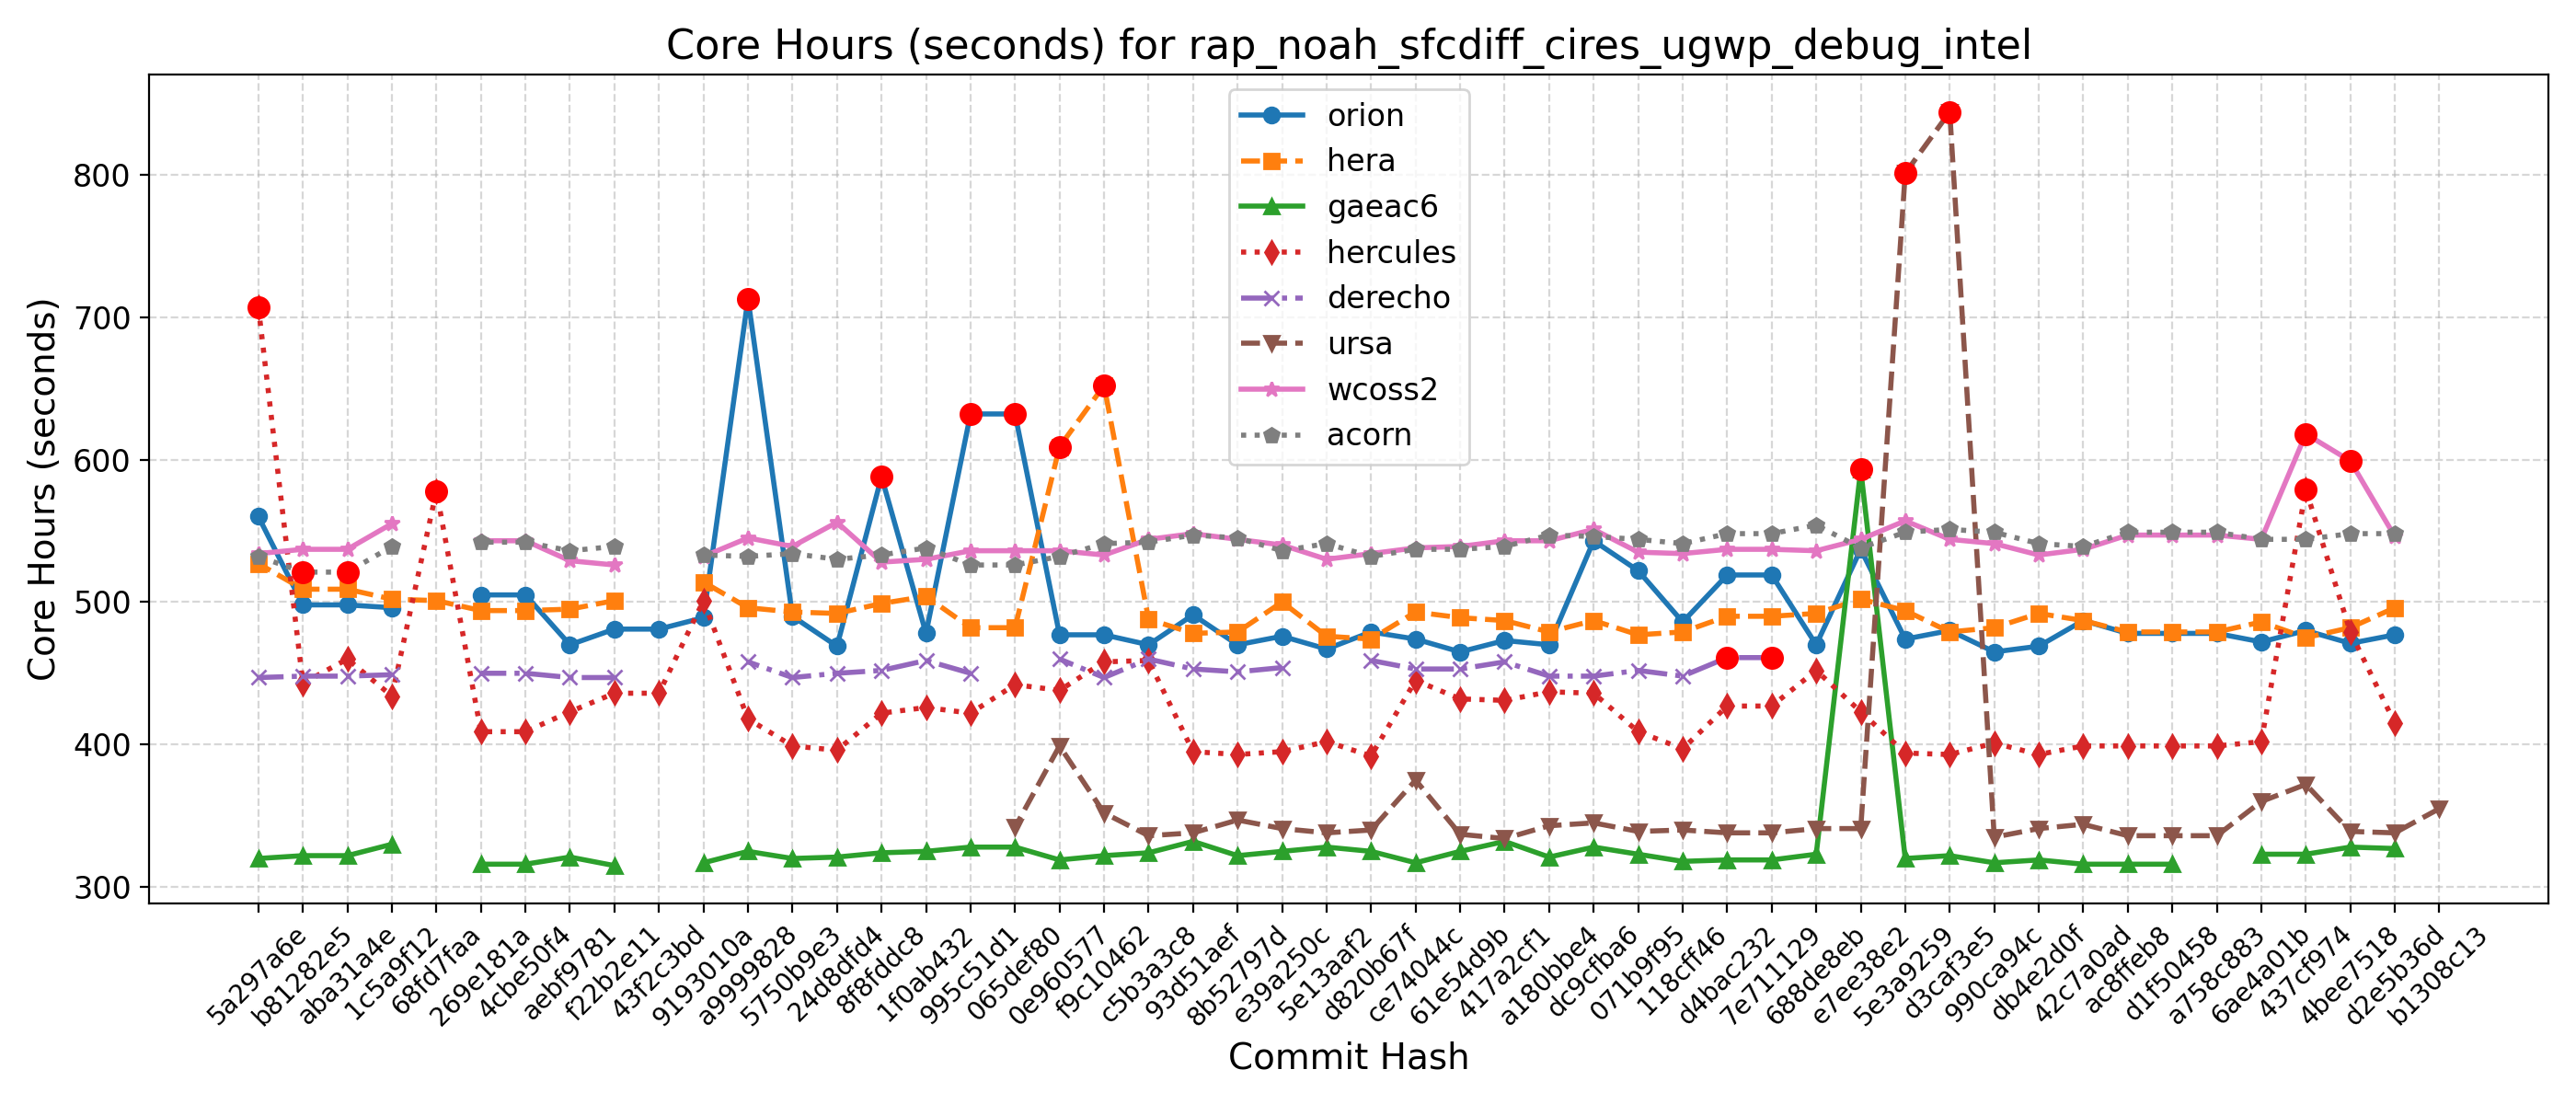 Core Hours (seconds) for rap_noah_sfcdiff_cires_ugwp_debug_intel
Core Hours (seconds)
800
700
600
500
400
300
orion
hera
gaeac6
hercules
derecho
ursa
wcoss2
acorn
5a297a6e
b81282e5
aba31a4e
1c5a9f12
68fd7faa
269e181a
4cbe50f4
aebf9781
f22b2e11
43f2c3bd
9193010a
a9999828
5750b9e3
24d8dfd4
8f8fddc8
1f0ab432
995c51d1
065def80
0e960577
f9c10462
c5b3a3c8
93d51aef
8b52797d
e39a250c
5e13aaf2
d820b67f
ce74044c
61e54d9b
417a2cf1
a180bbe4
dc9cfba6
071b9f95
118cff46
d4bac232
7e711129
688de8eb
e7ee38e2
5e3a9259
d3caf3e5
990ca94c
db4e2d0f
42c7a0ad
ac8ffeb8
d1f50458
a758c883
6ae4a01b
437cf974
4bee7518
d2e5b36d
b1308c13
Commit Hash